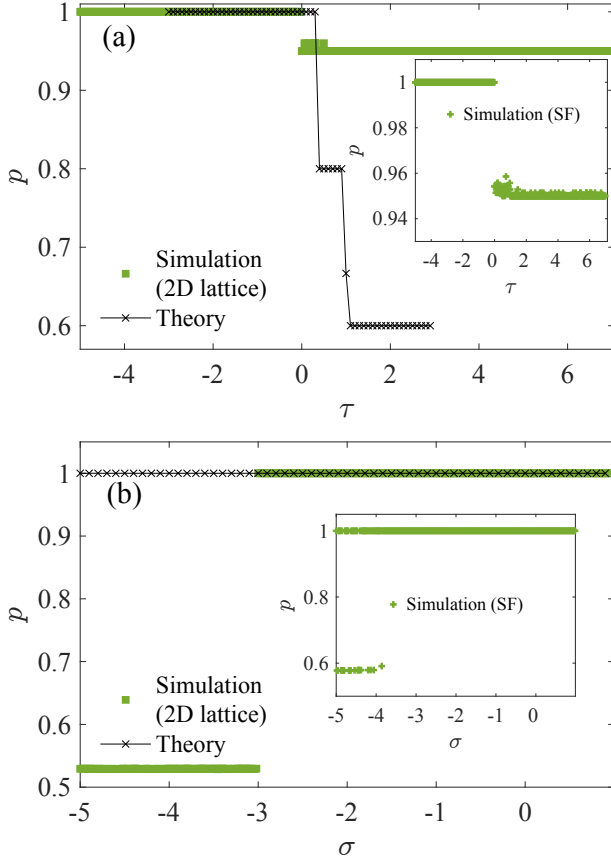 (a)
1
0.9
0.8
0.7
0.6
p
-4
-2
0
2
4
6
τ
Simulation
(2D lattice)
Theory
1
0.98
0.96
0.94
p
Simulation (SF)
-4
-2
0
2
4
6
τ
(b)
1
0.9
0.8
0.7
0.6
0.5
p
-5
-4
-3
-2
-1
0
σ
Simulation
(2D lattice)
Theory
1
0.8
0.6
p
Simulation (SF)
-5
-4
-3
-2
-1
0
σ